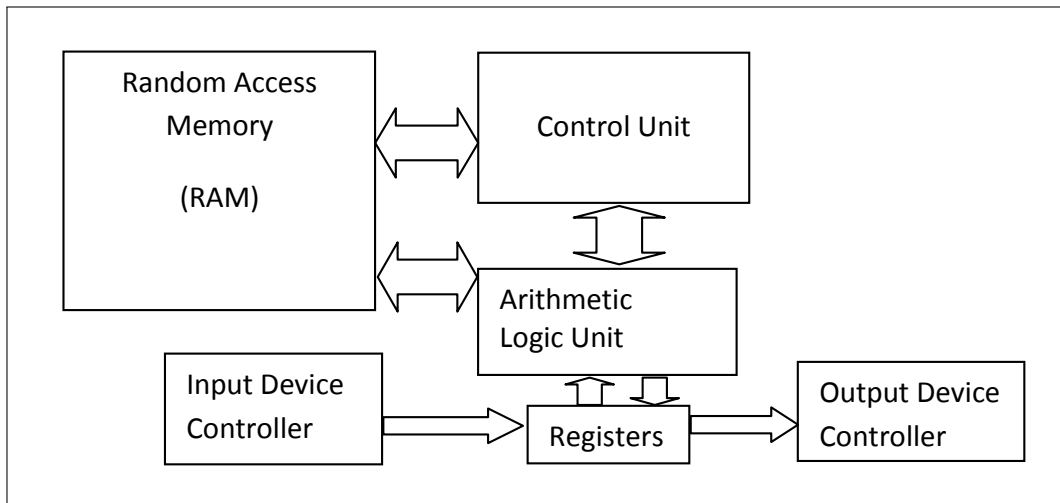 Random Access
Memory
(RAM)
Control Unit
Arithmetic
Logic Unit
Input Device
Controller
Registers
Output Device
Controller